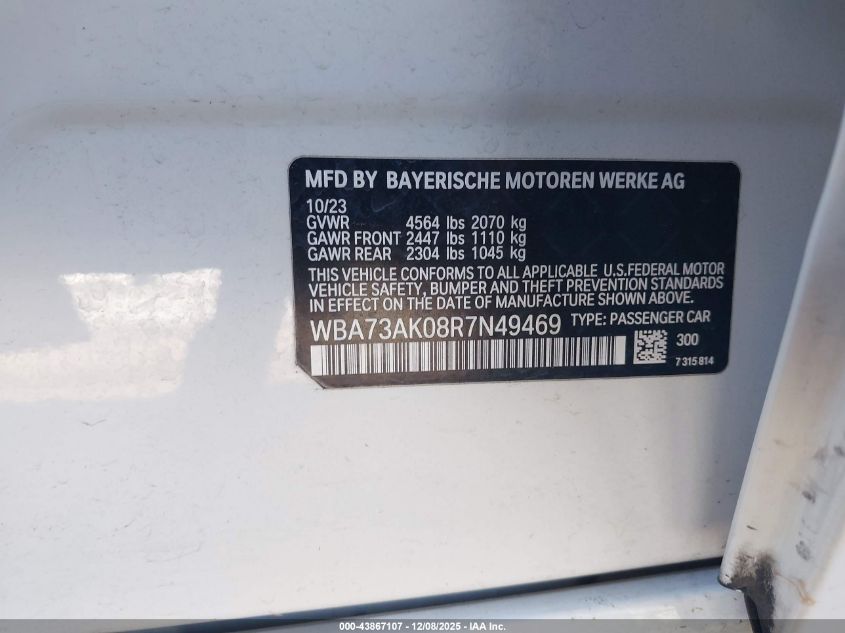 MFD BY BAYERISCHE MOTOREN WERKE AG
10/23
GVWR 4564 lbs 2070 kg
GAWR FRONT 2447 lbs 1110 kg
GAWR REAR 2304 lbs 1045 kg
THIS VEHICLE CONFORMS TO ALL APPLICABLE U.S.FEDERAL MOTOR
VEHICLE SAFETY, BUMPER AND THEFT PREVENTION STANDARDS
IN EFFECT ON THE DATE OF MANUFACTURE SHOWN ABOVE.
WBA73AK08R7N49469 TYPE: PASSENGER CAR
300
7315814
000-43867107 - 12/08/2025 - IAA Inc.